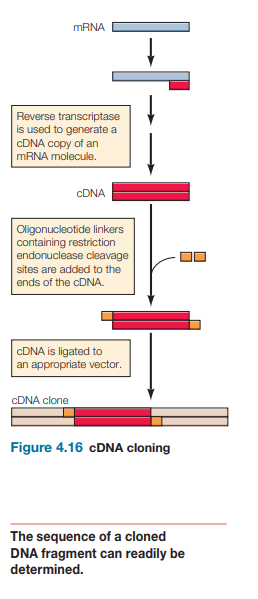 mRNA
Reverse transcriptase
is used to generate a
cDNA copy of an
mRNA molecule.
cDNA
Oligonucleotide linkers
containing restriction
endonuclease cleavage
sites are added to the
ends of the cDNA.
cDNA is ligated to
an appropriate vector.
cDNA clone
Figure 4.16 cDNA cloning
The sequence of a cloned
DNA fragment can readily be
determined.